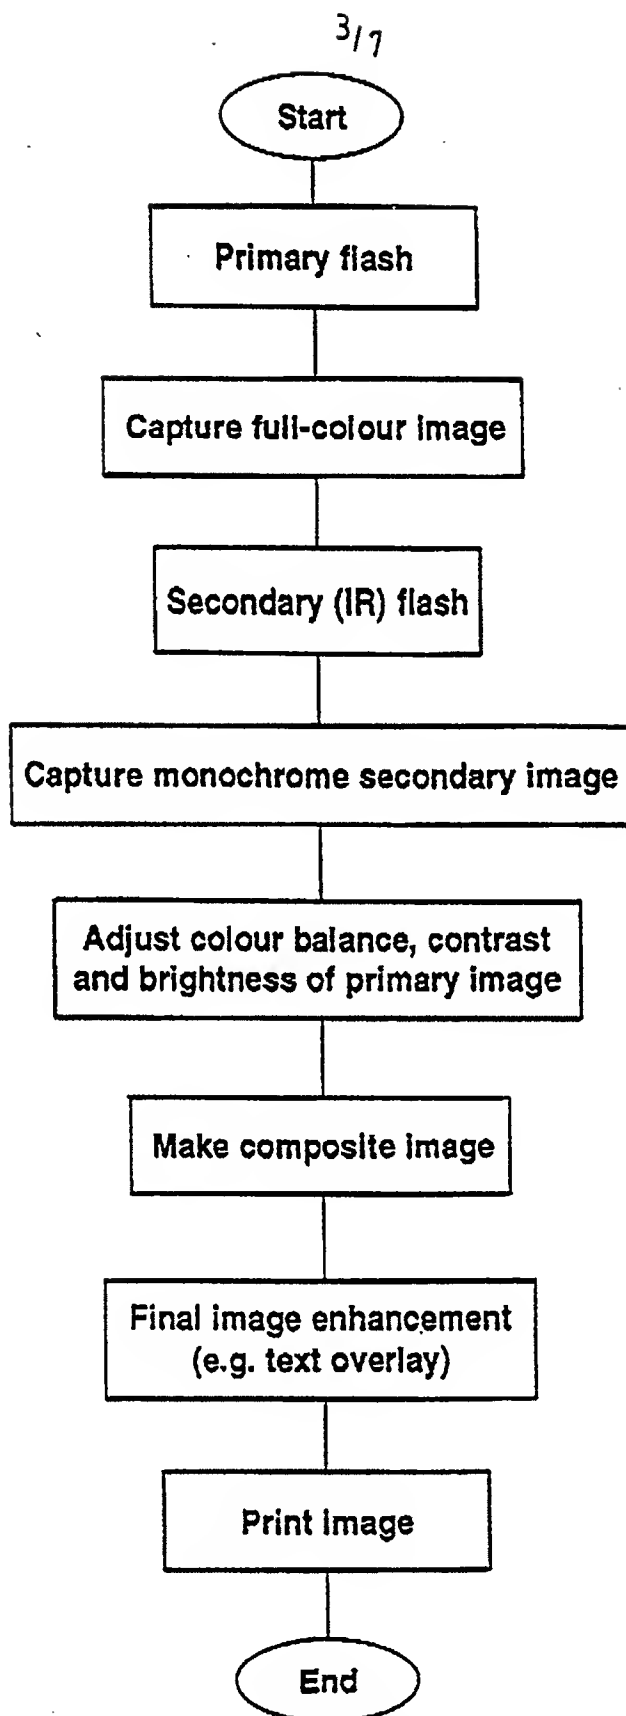 3/7
Start
Primary flash
Capture full-colour image
Secondary (IR) flash
Capture monochrome secondary image
Adjust colour balance, contrast
and brightness of primary image
Make composite image
Final image enhancement
(e.g. text overlay)
Print image
End